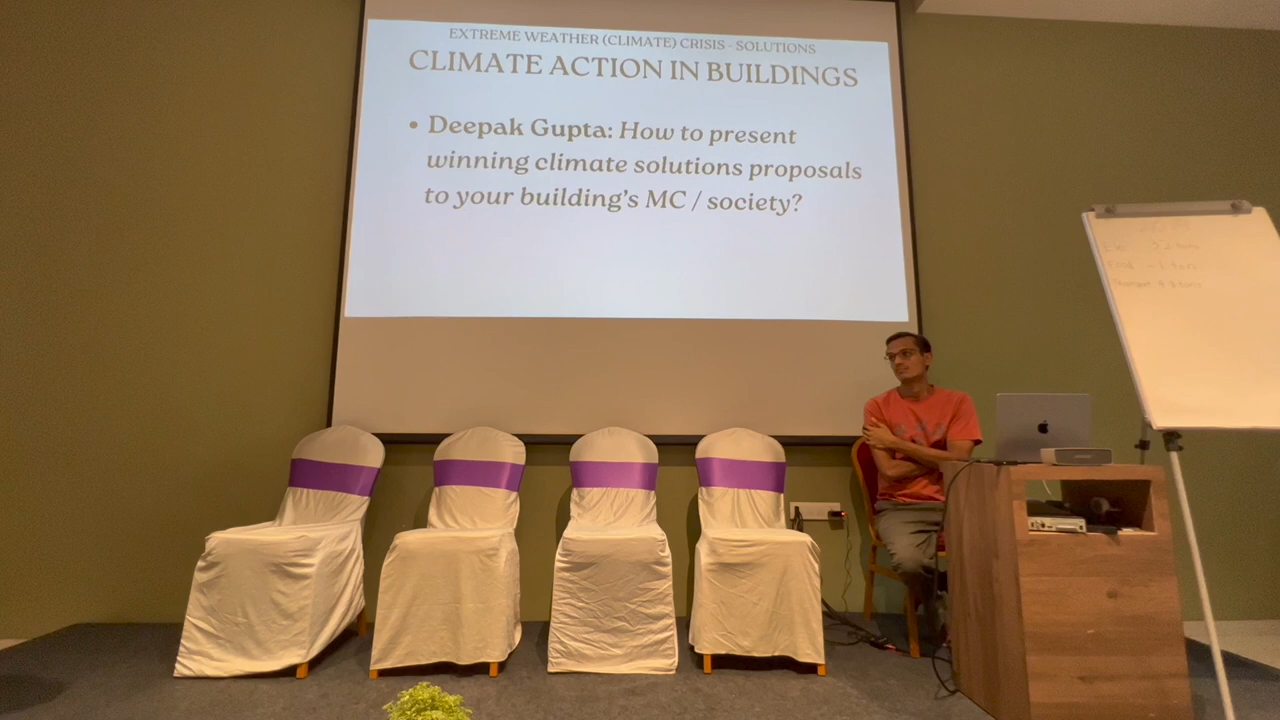 EXTREME WEATHER (CLIMATE) CRISIS - SOLUTIONS
CLIMATE ACTION IN BUILDINGS
• Deepak Gupta: How to present
winning climate solutions proposals
to your building's MC / society?